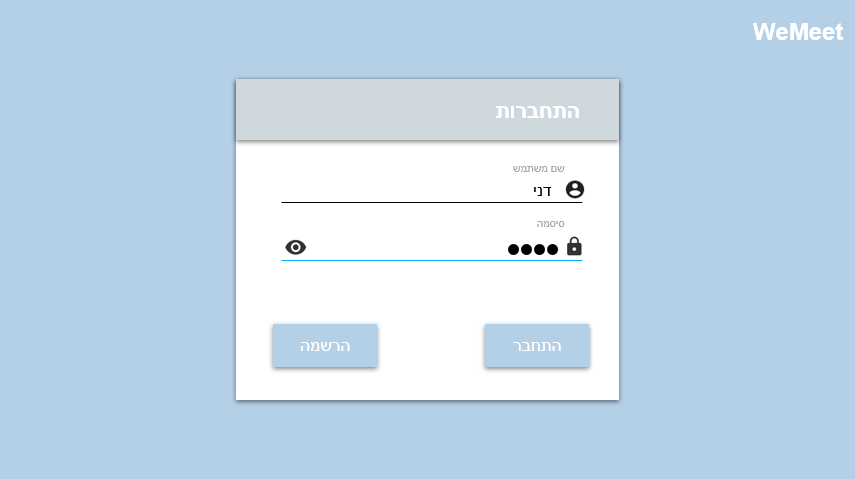 WeMeet
התחברות
שם משתמש
דני
סיסמה
●●●●
התחבר
הרשמה